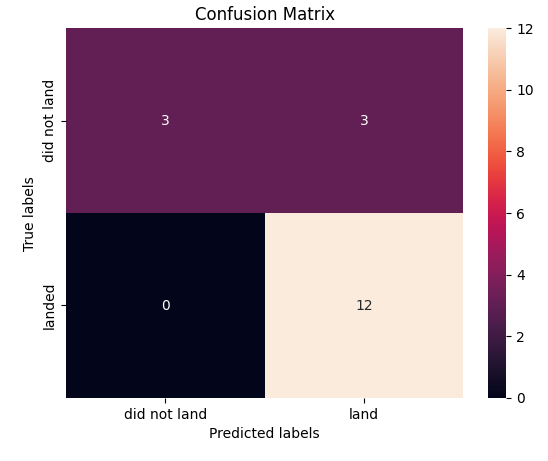 Confusion Matrix
True labels
did not land
landed
3
3
0
12
did not land
land
Predicted labels
12
10
8
6
4
2
0